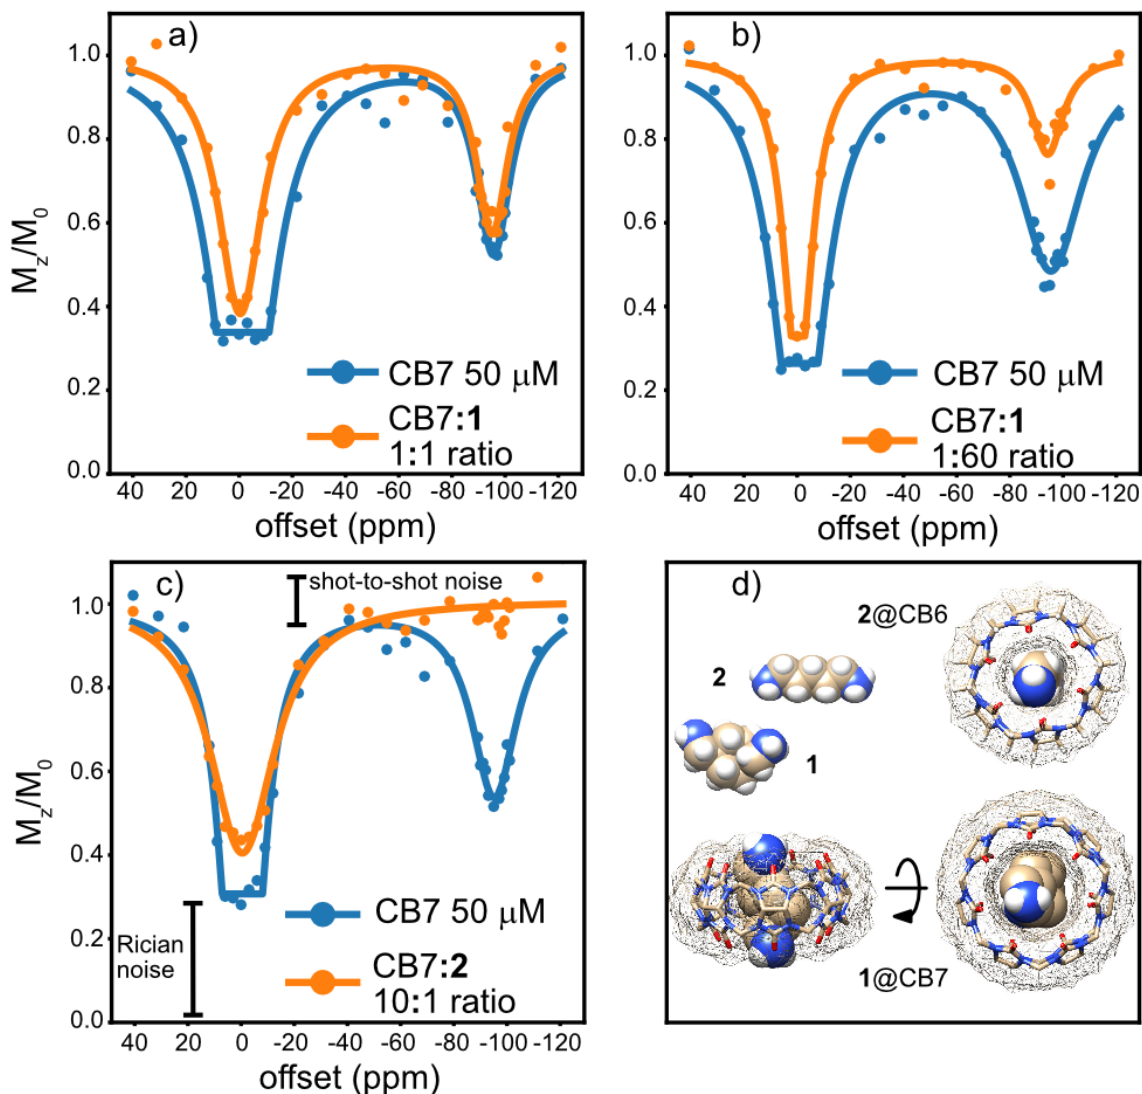 a)
1.0
0.8
0.6
0.4
0.2
0.0
M_z/M_0
CB7 50 μM
CB7:1
1:1 ratio
40 20 0 -20 -40 -60 -80 -100 -120
offset (ppm)
b)
1.0
0.8
0.6
0.4
0.2
0.0
CB7 50 μM
CB7:1
1:60 ratio
40 20 0 -20 -40 -60 -80 -100 -120
offset (ppm)
c)
shot-to-shot noise
1.0
0.8
0.6
0.4
0.2
0.0
M_z/M_0
CB7 50 μM
CB7:2
10:1 ratio
Rician
noise
40 20 0 -20 -40 -60 -80 -100 -120
offset (ppm)
d)
2@CB6
2
1
1@CB7